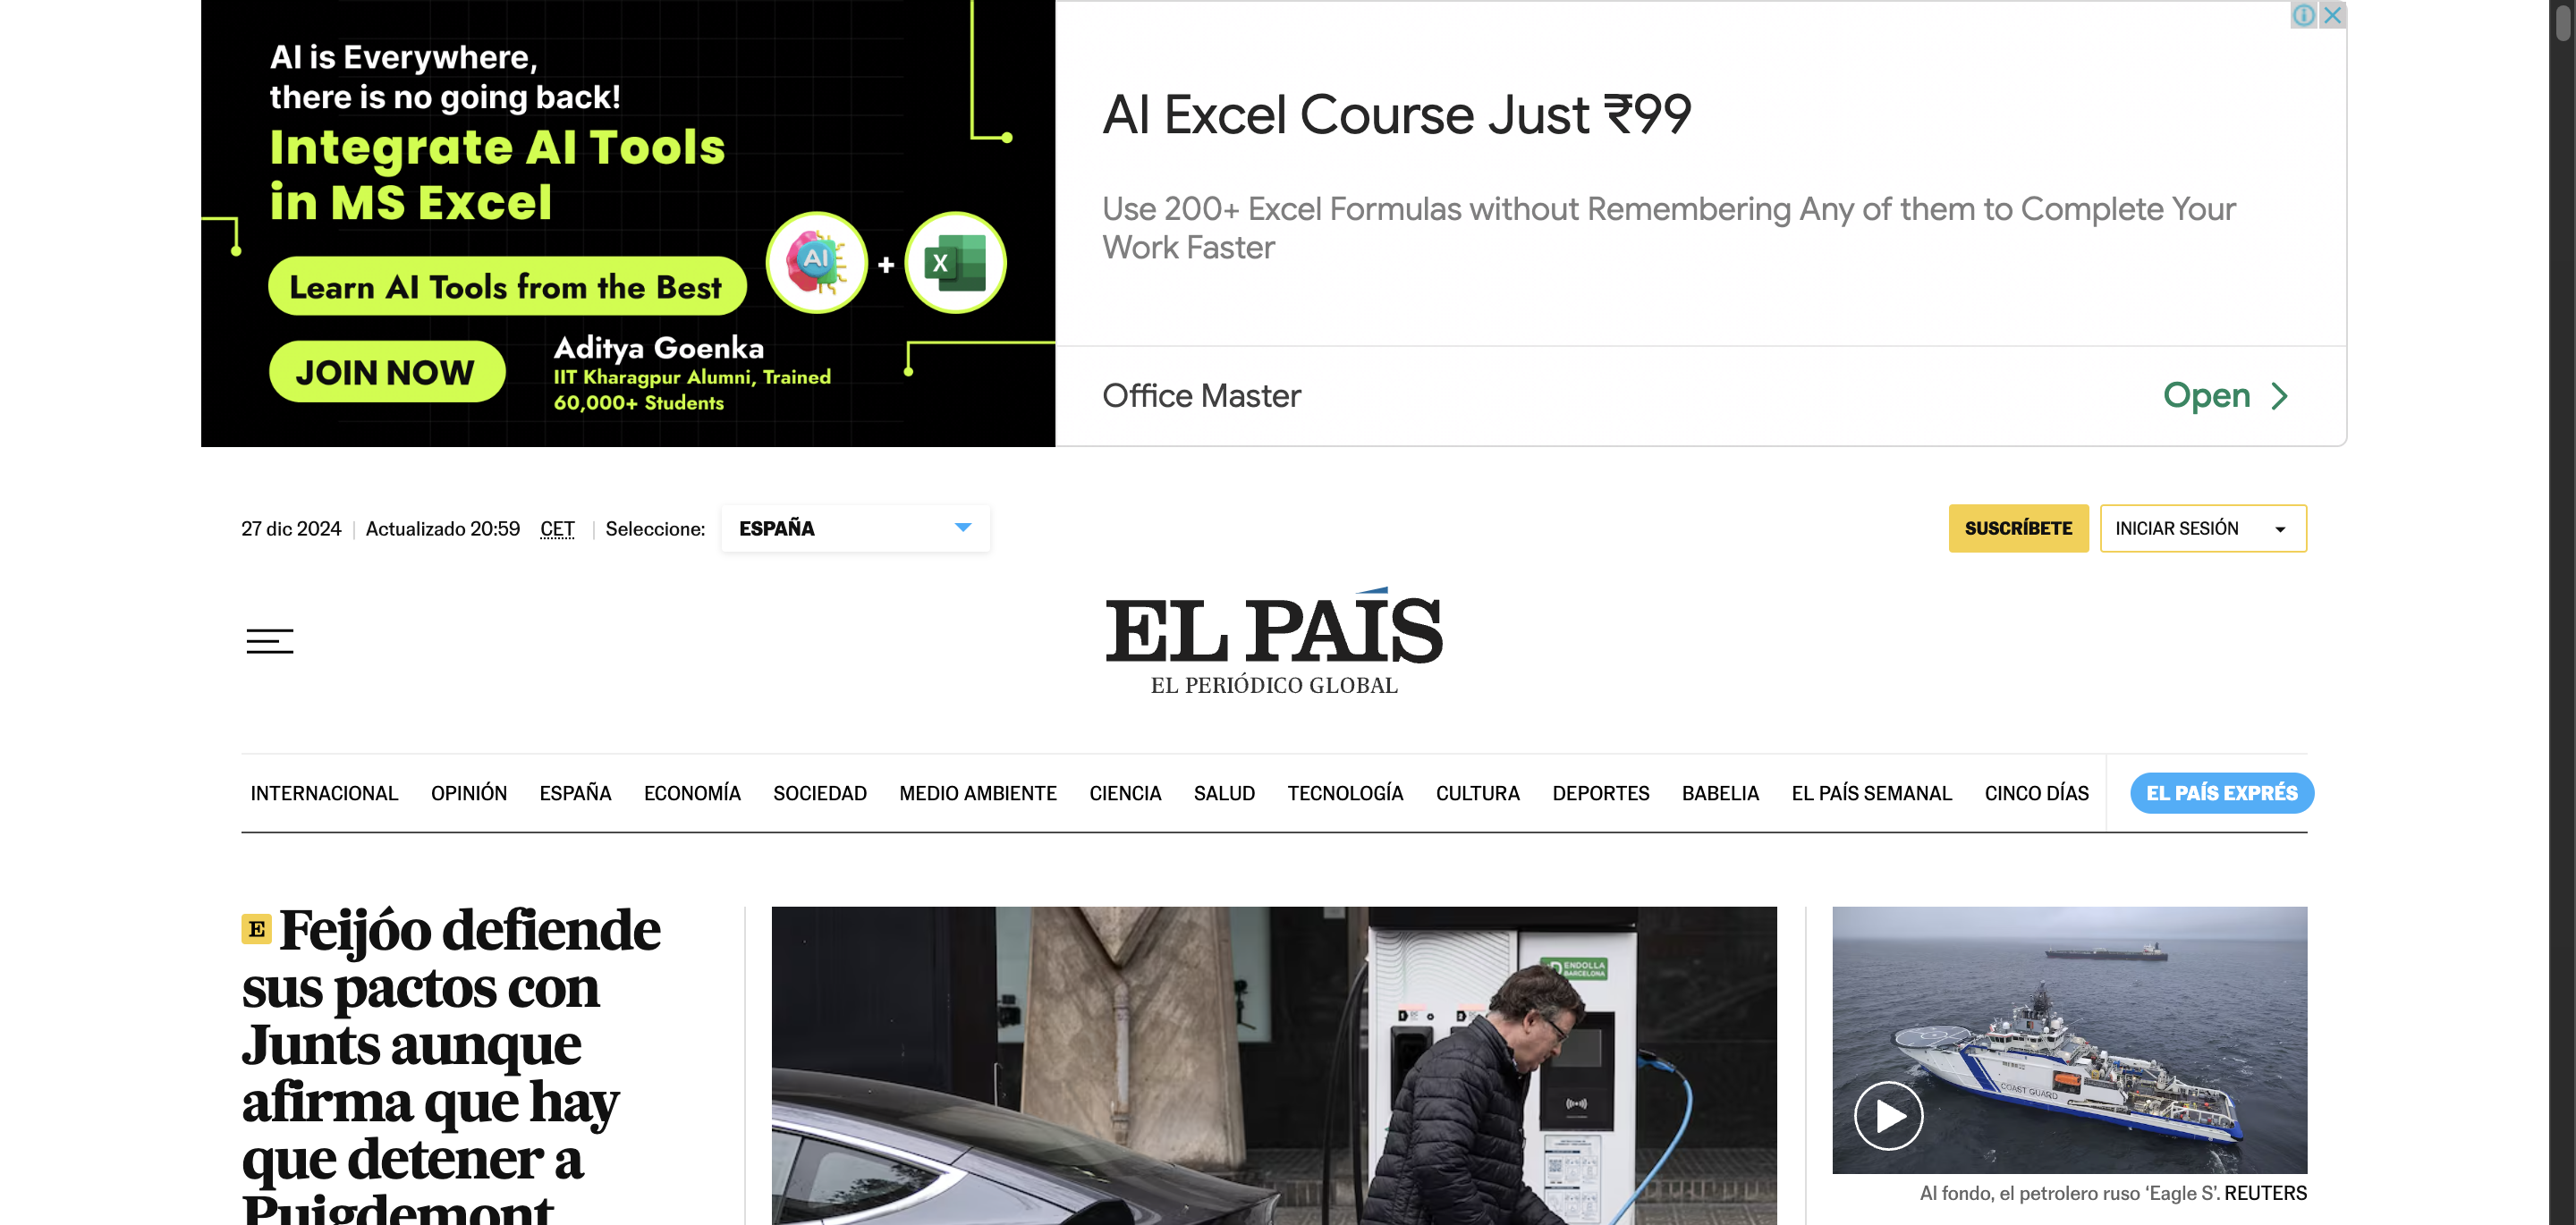 AI is Everywhere,
there is no going back!
Integrate AI Tools
in MS Excel
Learn AI Tools from the Best
AI
+
X
JOIN NOW
Aditya Goenka
IIT Kharagpur Alumni, Trained
60,000+ Students
AI Excel Course Just ₹99
Use 200+ Excel Formulas without Remembering Any of them to Complete Your
Work Faster
Office Master
Open
27 dic 2024 | Actualizado 20:59 CET | Seleccione: ESPAÑA
SUSCRÍBETE
INICIAR SESIÓN
EL PAÍS
EL PERIÓDICO GLOBAL
INTERNACIONAL OPINIÓN ESPAÑA ECONOMÍA SOCIEDAD MEDIO AMBIENTE CIENCIA SALUD TECNOLOGÍA CULTURA DEPORTES BABELIA EL PAÍS SEMANAL CINCO DÍAS EL PAÍS EXPRÉS
E Feijóo defiende
sus pactos con
Junts aunque
afirma que hay
que detener a
Puigdemont
ENDOLLA
BARCELONA
COAST GUARD
Al fondo, el petrolero ruso ‘Eagle S’. REUTERS